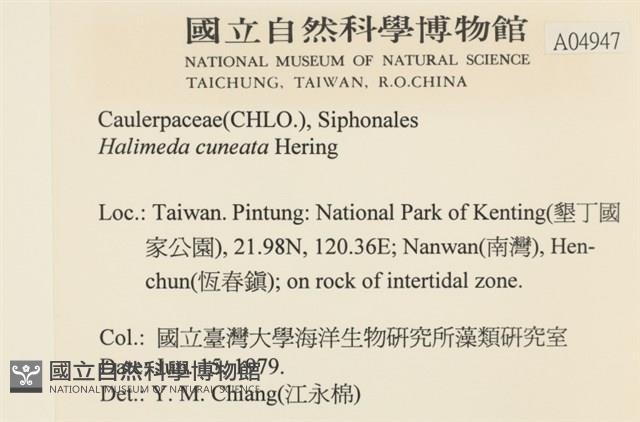 國立自然科學博物館
A04947
NATIONAL MUSEUM OF NATURAL SCIENCE
TAICHUNG, TAIWAN, R.O.CHINA
Caulerpaceae(CHLO.), Siphonales
Halimeda cuneata Hering
Loc.: Taiwan. Pintung: National Park of Kenting(墾丁國
家公園), 21.98N, 120.36E; Nanwan(南灣), Hen-
chun(恆春鎮); on rock of intertidal zone.
Col.: 國立臺灣大學海洋生物研究所藻類研究室
Date: Jun. 15, 1979.
國立自然科學博物館
NATIONAL MUSEUM OF NATURAL SCIENCE
Det.: Y. M. Chiang(江永棉)